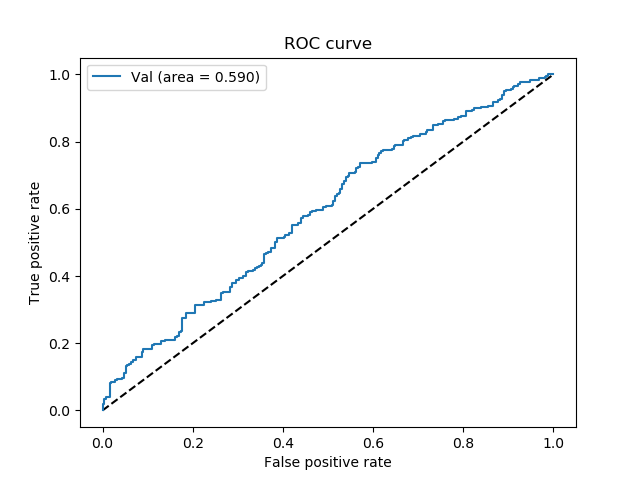 ROC curve
Val (area = 0.590)
1.0
0.8
0.6
0.4
0.2
0.0
True positive rate
0.0 0.2 0.4 0.6 0.8 1.0
False positive rate